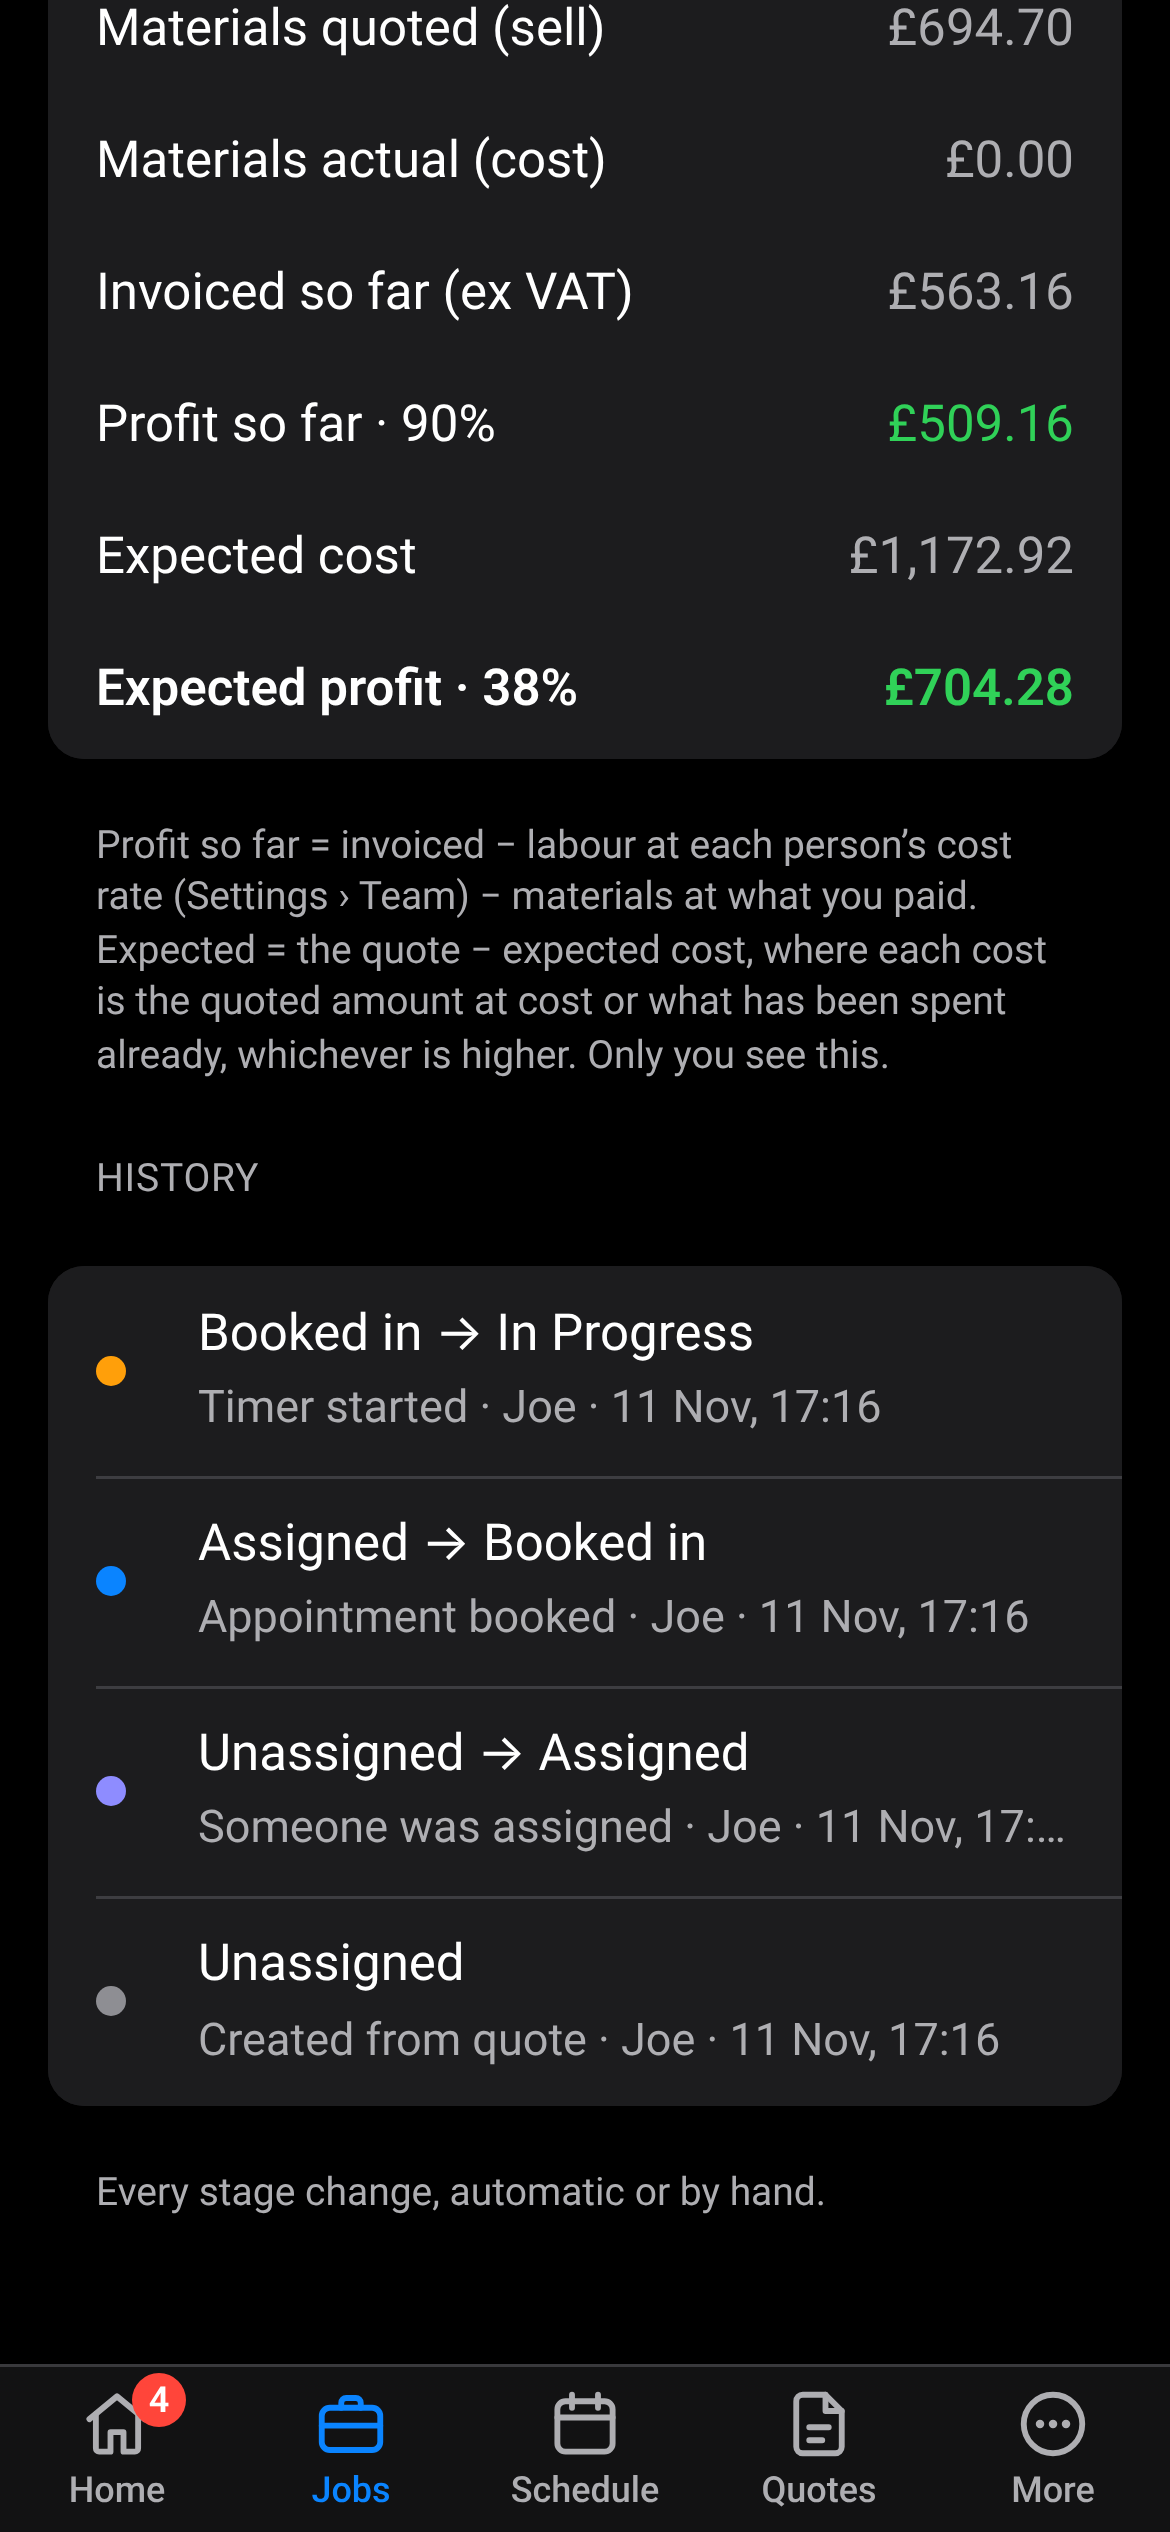 Materials quoted (sell) £694.70
Materials actual (cost) £0.00
Invoiced so far (ex VAT) £563.16
Profit so far · 90% £509.16
Expected cost £1,172.92
Expected profit · 38% £704.28
Profit so far = invoiced − labour at each person’s cost
rate (Settings › Team) − materials at what you paid.
Expected = the quote − expected cost, where each cost
is the quoted amount at cost or what has been spent
already, whichever is higher. Only you see this.
HISTORY
Booked in → In Progress
Timer started · Joe · 11 Nov, 17:16
Assigned → Booked in
Appointment booked · Joe · 11 Nov, 17:16
Unassigned → Assigned
Someone was assigned · Joe · 11 Nov, 17:…
Unassigned
Created from quote · Joe · 11 Nov, 17:16
Every stage change, automatic or by hand.
4
Home Jobs Schedule Quotes More